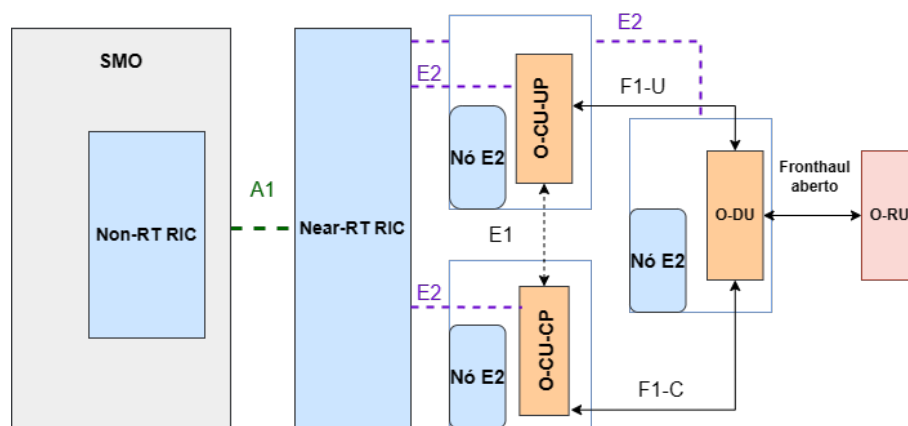 SMO
Non-RT RIC
A1
Near-RT RIC
E2
E2
E2
O-CU-UP
Nó E2
F1-U
E1
O-CU-CP
Nó E2
F1-C
O-DU
Nó E2
Fronthaul
aberto
O-RU